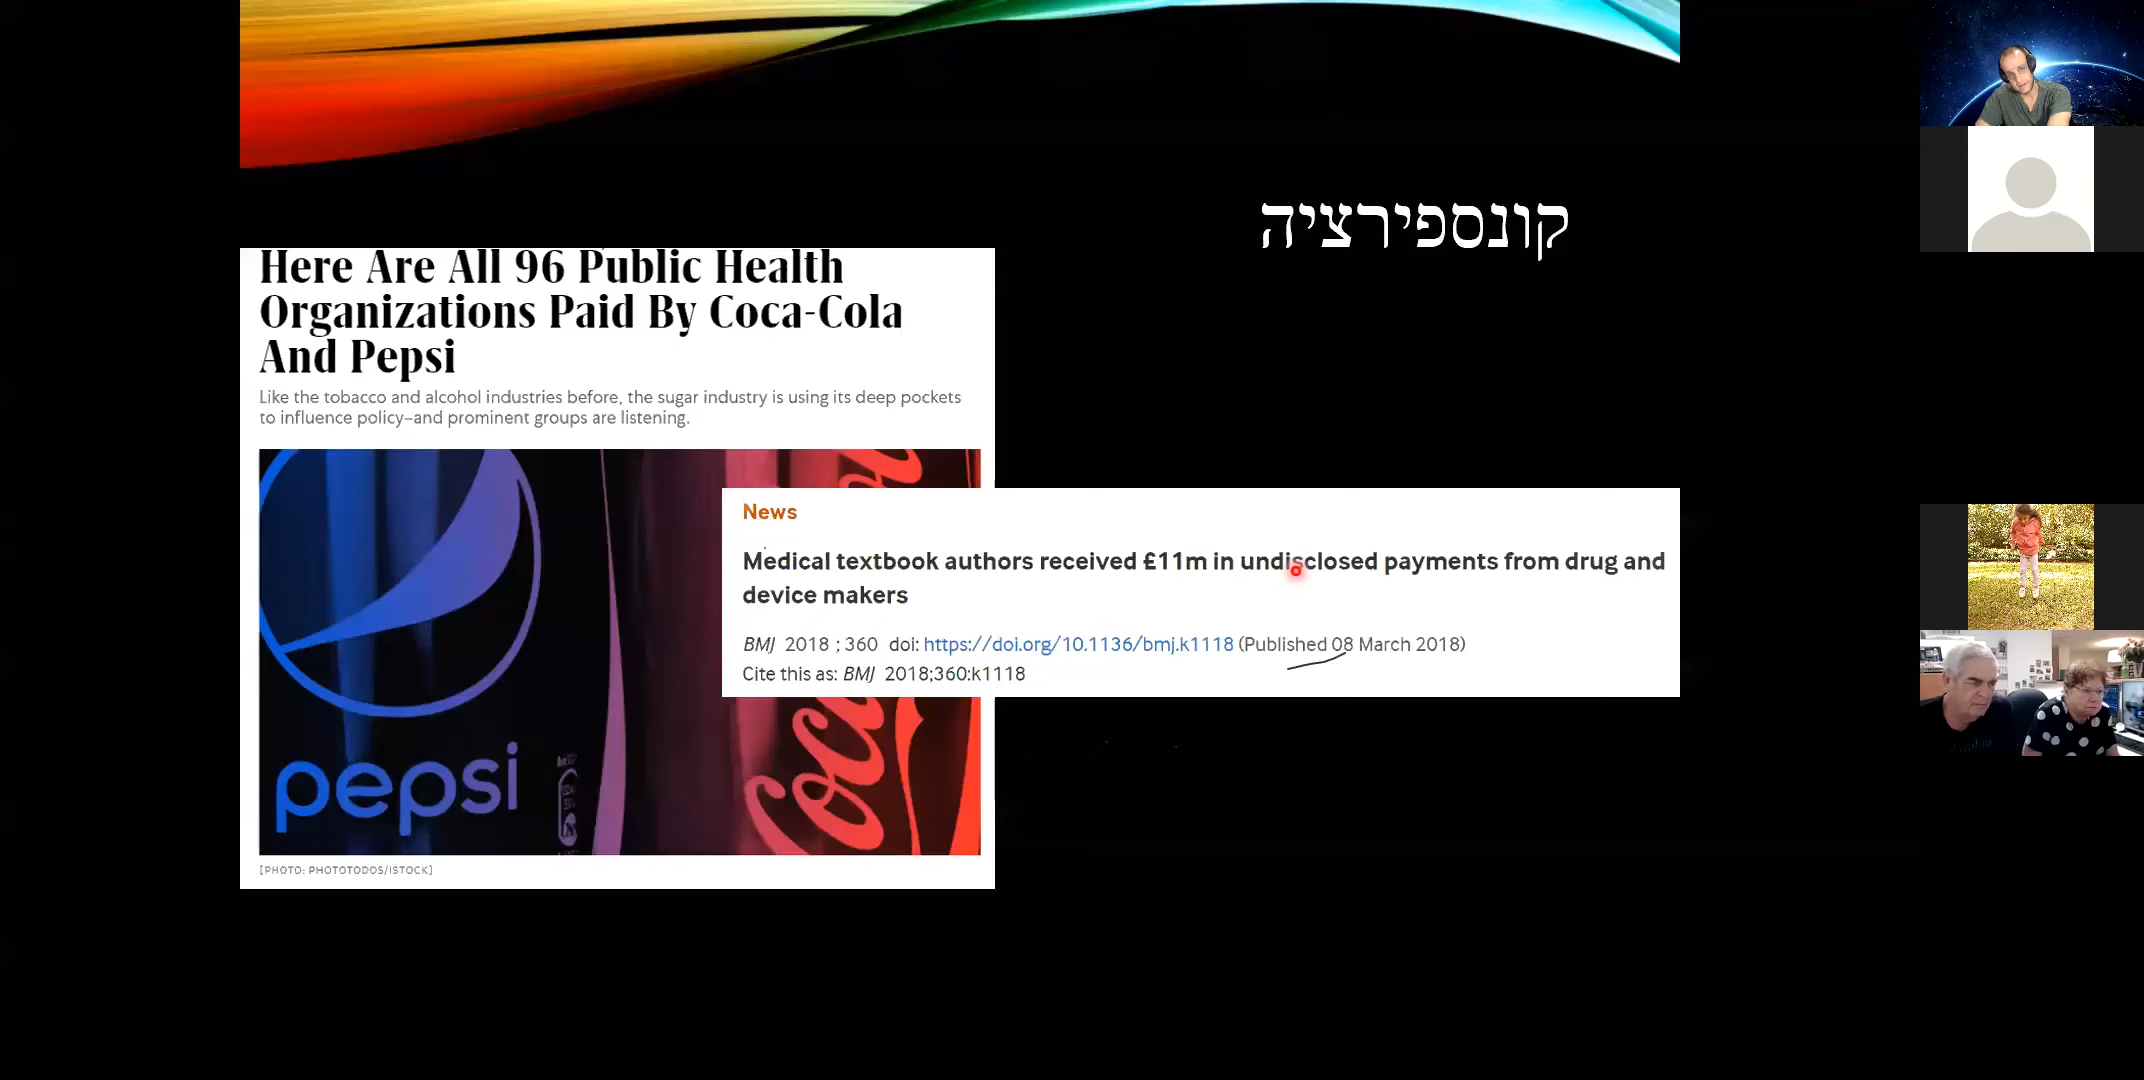 קונספירציה
Here Are All 96 Public Health
Organizations Paid By Coca-Cola
And Pepsi
Like the tobacco and alcohol industries before, the sugar industry is using its deep pockets
to influence policy–and prominent groups are listening.
pepsi
[PHOTO: PHOTOTODOS/ISTOCK]
News
Medical textbook authors received £11m in undisclosed payments from drug and
device makers
BMJ 2018 ; 360 doi: https://doi.org/10.1136/bmj.k1118 (Published 08 March 2018)
Cite this as: BMJ 2018;360:k1118